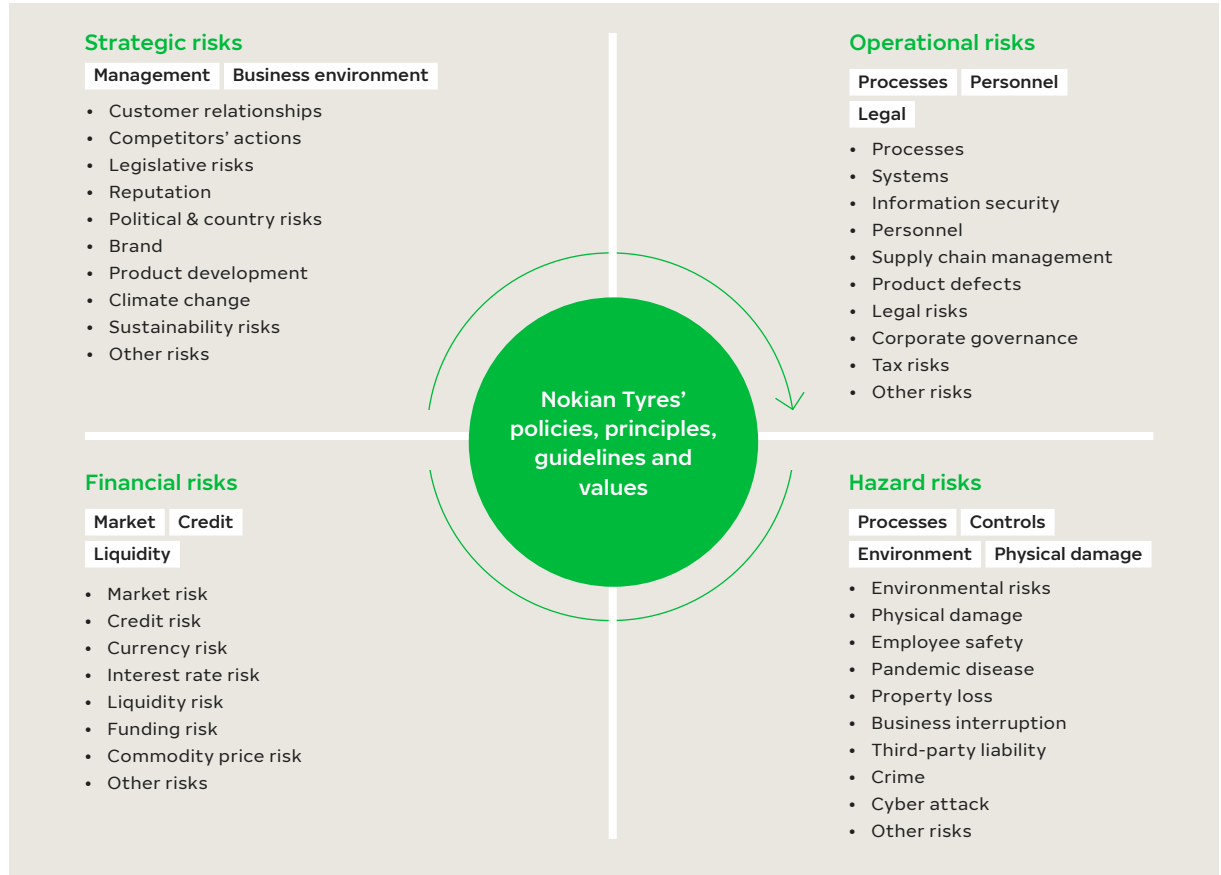 Strategic risks
Management Business environment
• Customer relationships
• Competitors’ actions
• Legislative risks
• Reputation
• Political & country risks
• Brand
• Product development
• Climate change
• Sustainability risks
• Other risks
Operational risks
Processes Personnel
Legal
• Processes
• Systems
• Information security
• Personnel
• Supply chain management
• Product defects
• Legal risks
• Corporate governance
• Tax risks
• Other risks
Nokian Tyres’
policies, principles,
guidelines and
values
Financial risks
Market Credit
Liquidity
• Market risk
• Credit risk
• Currency risk
• Interest rate risk
• Liquidity risk
• Funding risk
• Commodity price risk
• Other risks
Hazard risks
Processes Controls
Environment Physical damage
• Environmental risks
• Physical damage
• Employee safety
• Pandemic disease
• Property loss
• Business interruption
• Third-party liability
• Crime
• Cyber attack
• Other risks